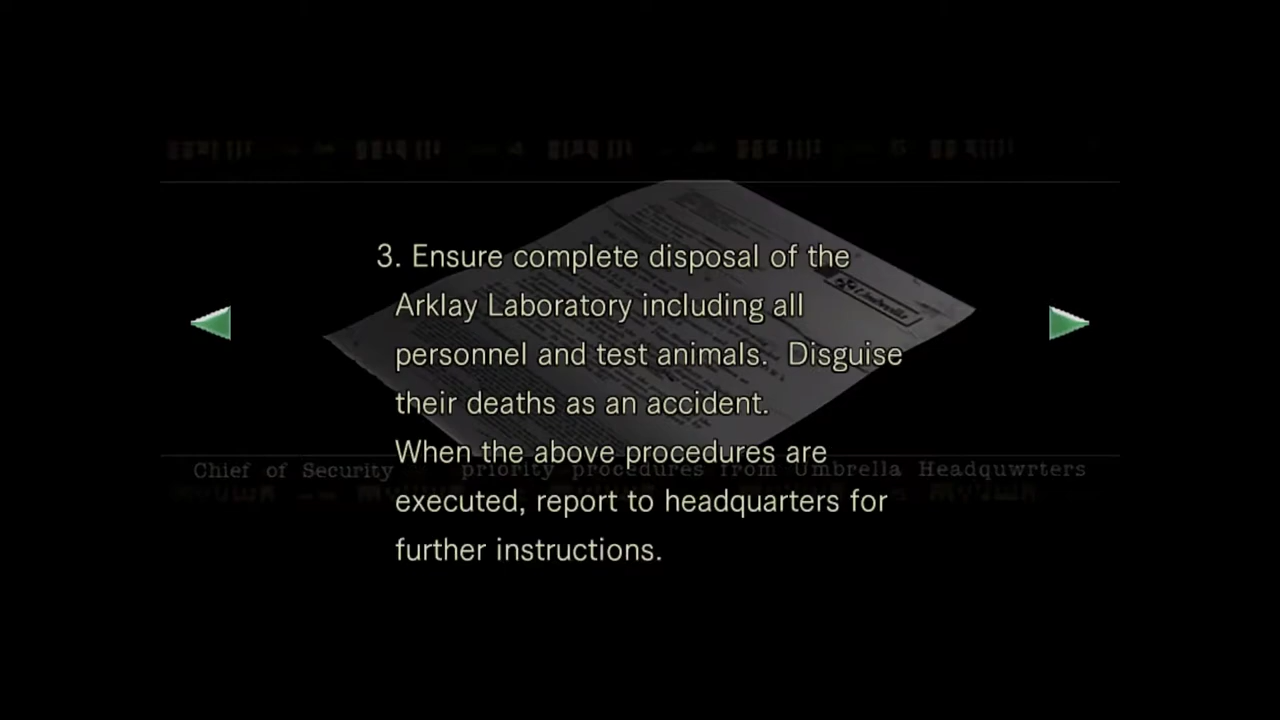 3. Ensure complete disposal of the
Arklay Laboratory including all
personnel and test animals.  Disguise
their deaths as an accident.
When the above procedures are
executed, report to headquarters for
further instructions.
Chief of Security priority procedures from Umbrella Headquwrters
Umbrella